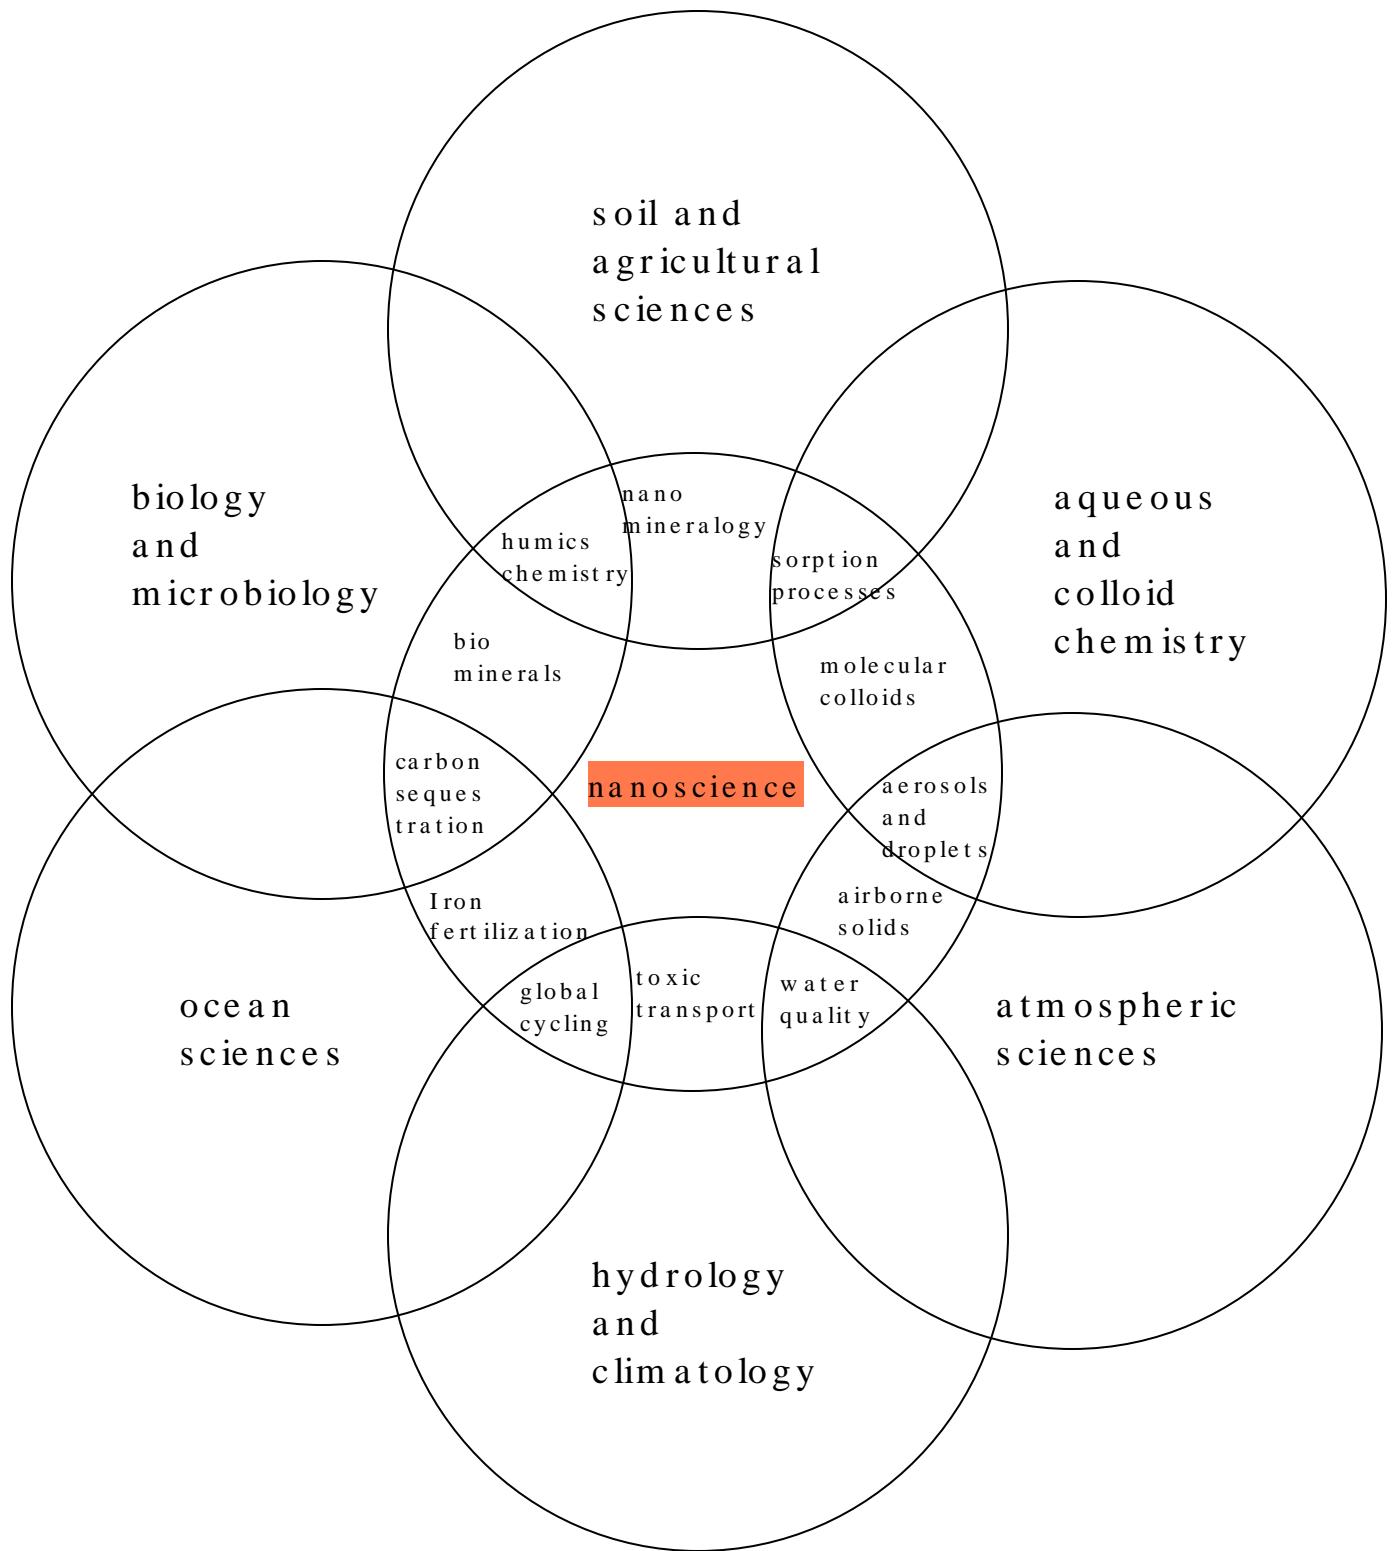 soil and
agricultural
sciences
biology
and
microbiology
aqueous
and
colloid
chemistry
nano
mineralogy
humics
chemistry
sorption
processes
bio
minerals
molecular
colloids
carbon
seques
tration
nanoscience
aerosols
and
droplets
Iron
fertilization
airborne
solids
global
cycling
toxic
transport
water
quality
ocean
sciences
atmospheric
sciences
hydrology
and
climatology